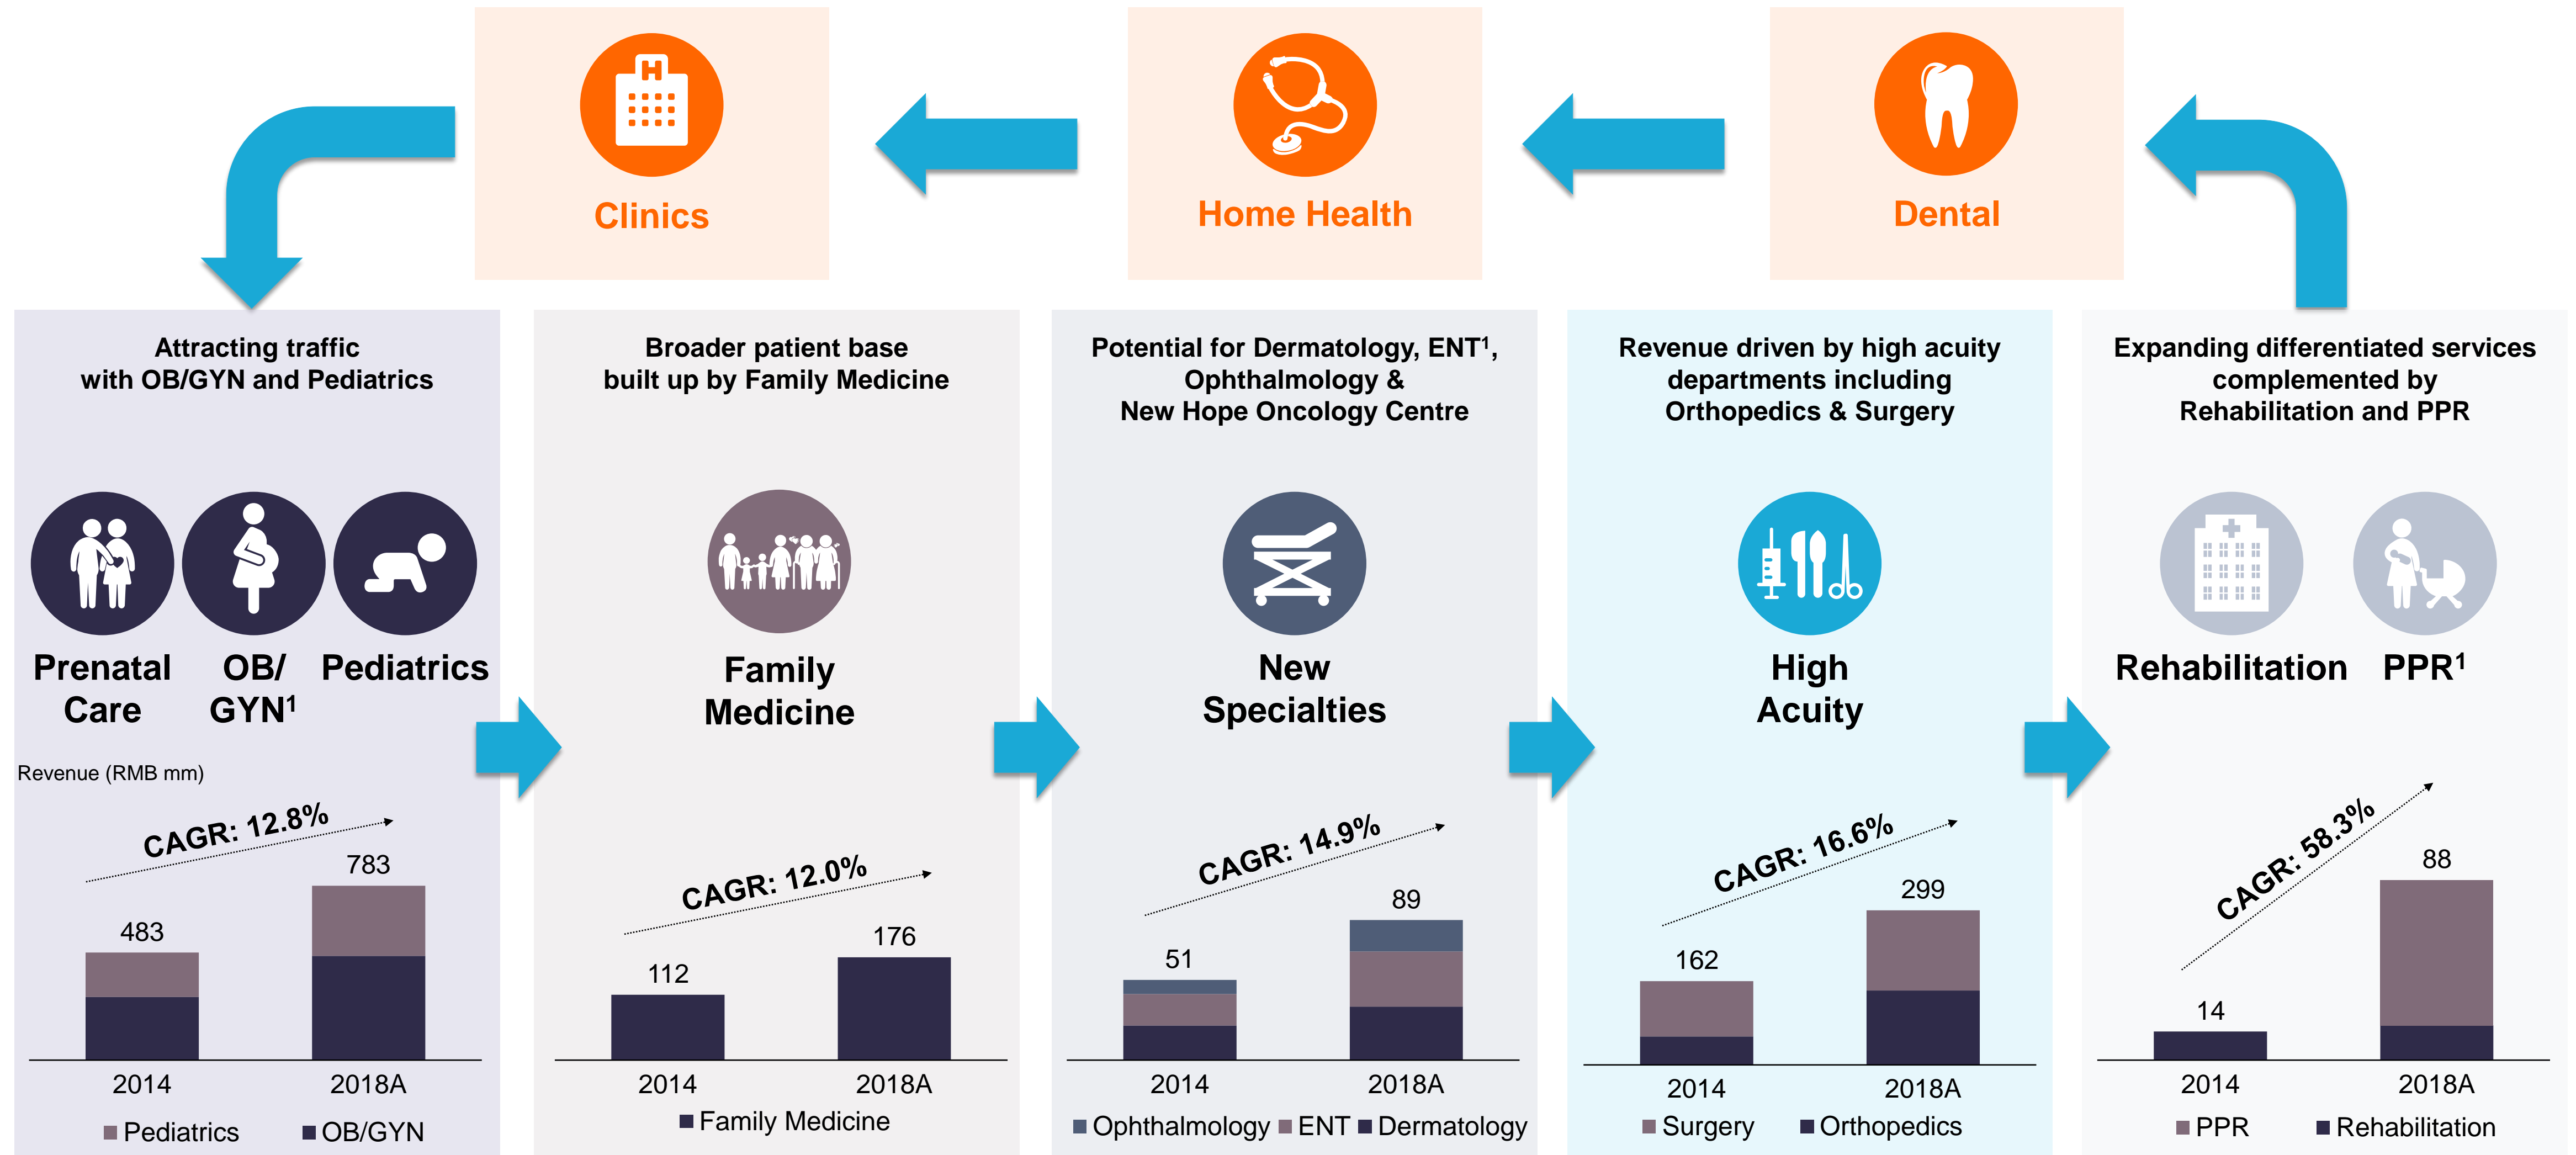 Clinics
Home Health
Dental
Attracting traffic
with OB/GYN and Pediatrics
Prenatal
Care
OB/
GYN¹
Pediatrics
Revenue (RMB mm)
CAGR: 12.8%
483
783
2014
2018A
Pediatrics
OB/GYN
Broader patient base
built up by Family Medicine
Family
Medicine
CAGR: 12.0%
112
176
2014
2018A
Family Medicine
Potential for Dermatology, ENT¹,
Ophthalmology &
New Hope Oncology Centre
New
Specialties
CAGR: 14.9%
51
89
2014
2018A
Ophthalmology
ENT
Dermatology
Revenue driven by high acuity
departments including
Orthopedics & Surgery
High
Acuity
CAGR: 16.6%
162
299
2014
2018A
Surgery
Orthopedics
Expanding differentiated services
complemented by
Rehabilitation and PPR
Rehabilitation
PPR¹
CAGR: 58.3%
14
88
2014
2018A
PPR
Rehabilitation